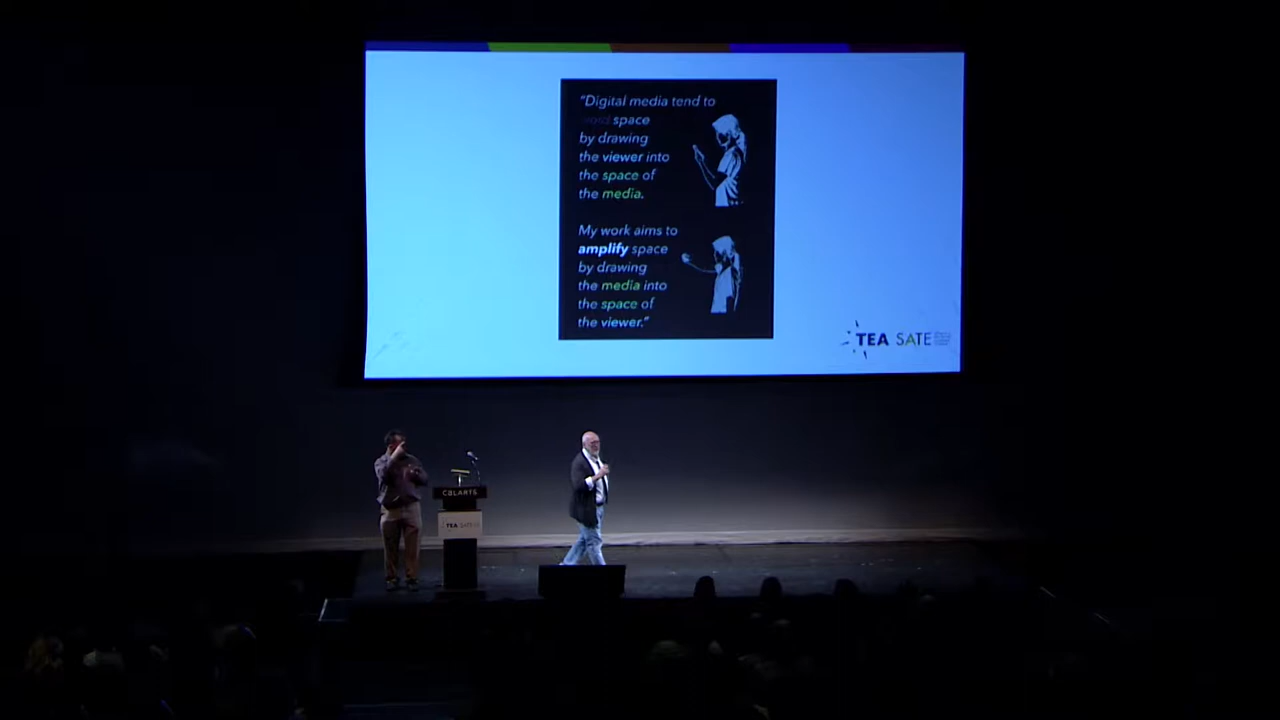 "Digital media tend to
space
by drawing
the viewer into
the space of
the media.
My work aims to
amplify space
by drawing
the media into
the space of
the viewer."
TEA SATE
CALARTS
TEA SATE